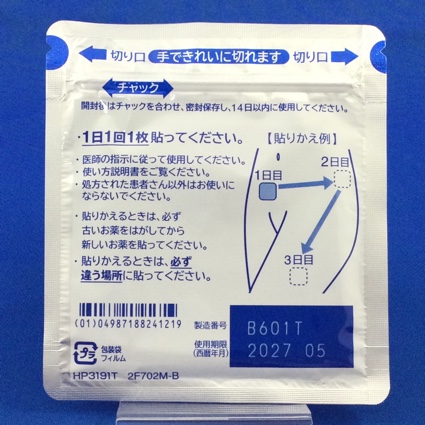 切り口 手できれいに切れます 切り口
チャック
開封後はチャックを合わせ、密封保存し、14日以内に使用してください。
・1日1回1枚貼ってください。
・医師の指示に従って使用してください。
・使い方説明書をご覧ください。
・処方された患者さん以外はお使いに
ならないでください。
・貼りかえるときは、必ず
古いお薬をはがしてから
新しいお薬を貼ってください。
・貼りかえるときは、必ず
違う場所に貼ってください。
【貼りかえ例】
1日目
2日目
3日目
(01)04987188241219
プラ
包装袋
フィルム
HP3191T 2F702M-B
製造番号
B601T
使用期限
(西暦年月)
2027 05